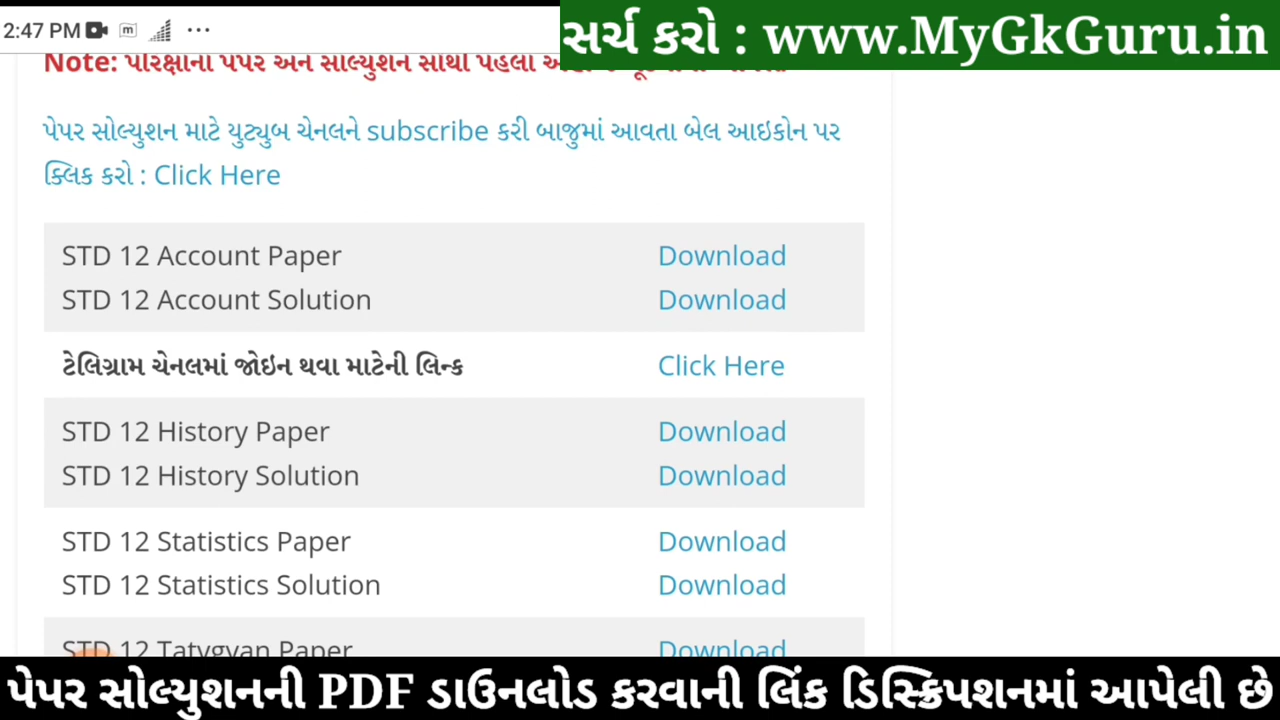 2:47 PM
સર્ચ કરો : www.MyGkGuru.in
Note: પરિક્ષાના પેપર અને સોલ્યુશન સૌથી પહેલા
પેપર સોલ્યુશન માટે યુટ્યુબ ચેનલને subscribe કરી બાજુમાં આવતા બેલ આઇકોન પર
ક્લિક કરો : Click Here
STD 12 Account Paper Download
STD 12 Account Solution Download
ટેલિગ્રામ ચેનલમાં જોઇન થવા માટેની લિન્ક Click Here
STD 12 History Paper Download
STD 12 History Solution Download
STD 12 Statistics Paper Download
STD 12 Statistics Solution Download
STD 12 Tatvgyan Paper Download
પેપર સોલ્યુશનની PDF ડાઉનલોડ કરવાની લિંક ડિસ્ક્રિપશનમાં આપેલી છે